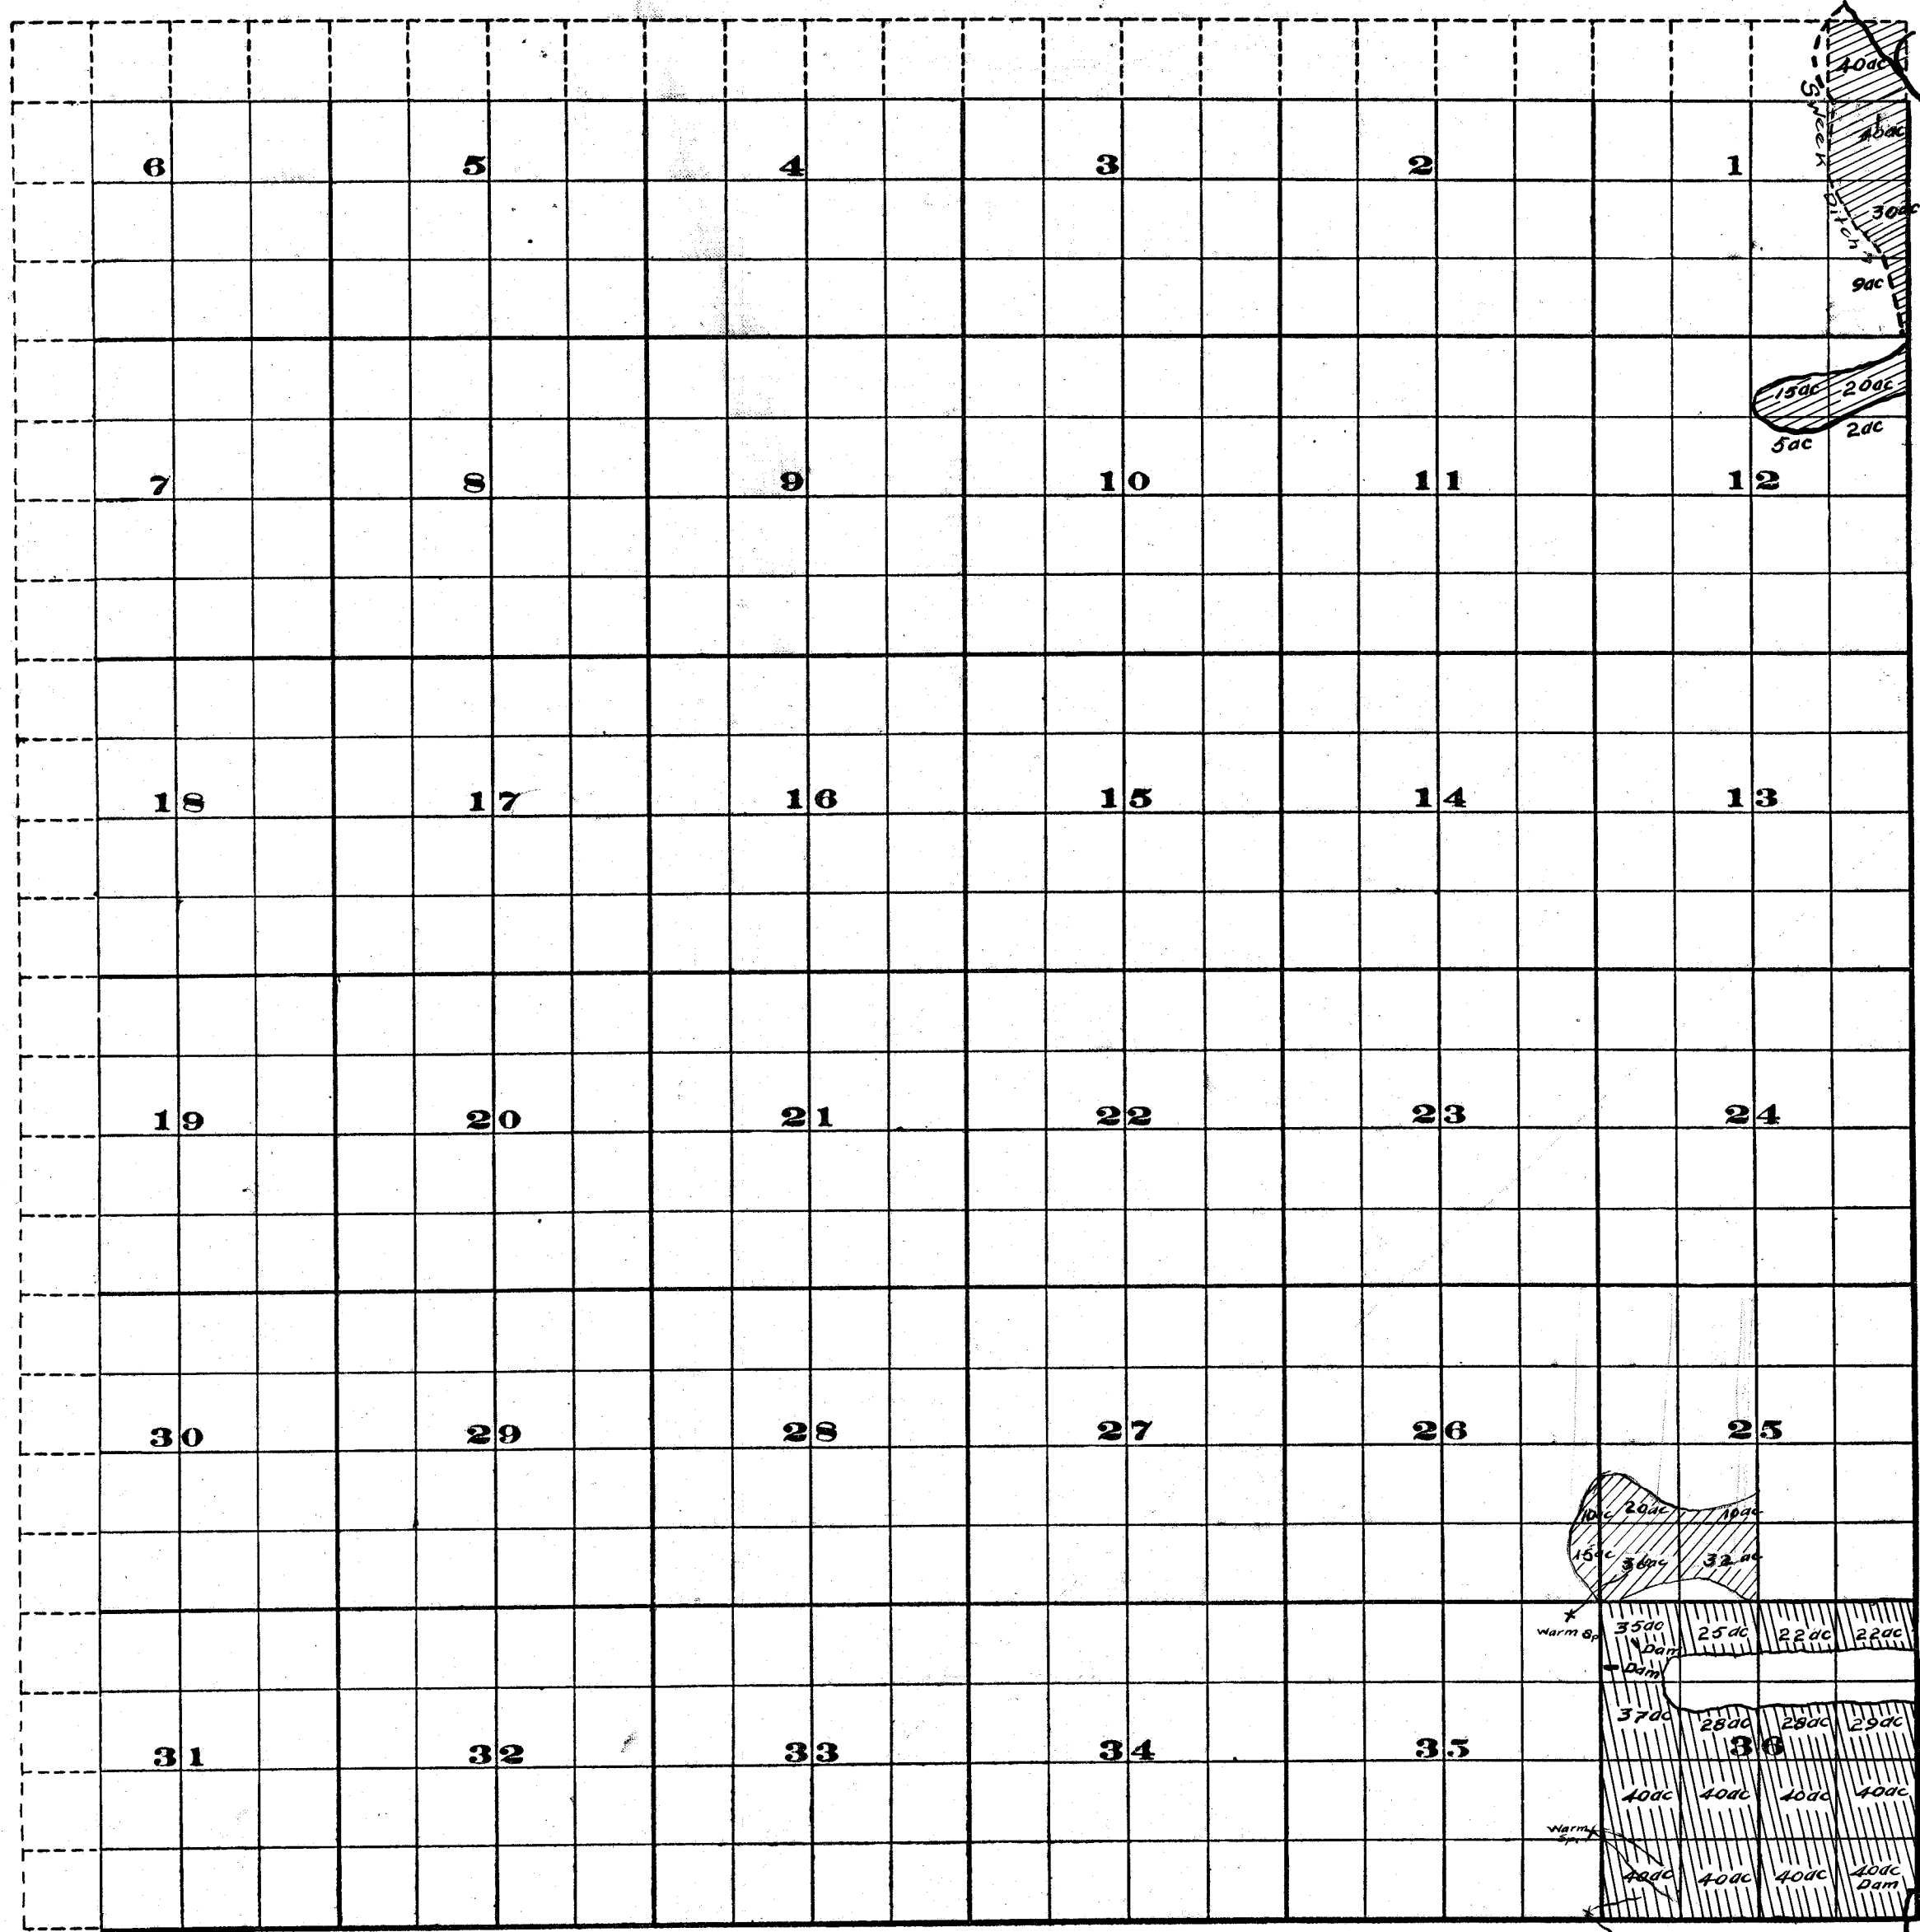 40ac
40ac
6 5 4 3 2 1
30ac
Sweek Ditch
9ac
15ac 20ac
5ac 2ac
7 8 9 10 11 12
18 17 16 15 14 13
19 20 21 22 23 24
30 29 28 27 26 25
10ac 20ac 10ac
15ac 36ac 32ac
Warm Sp 35ac 25ac 22ac 22ac
Dam
Dam
37ac 28ac 28ac 29ac
31 32 33 34 35 36
40ac 40ac 40ac 40ac
Warm
Sp.
40ac 40ac 40ac 40ac
Dam